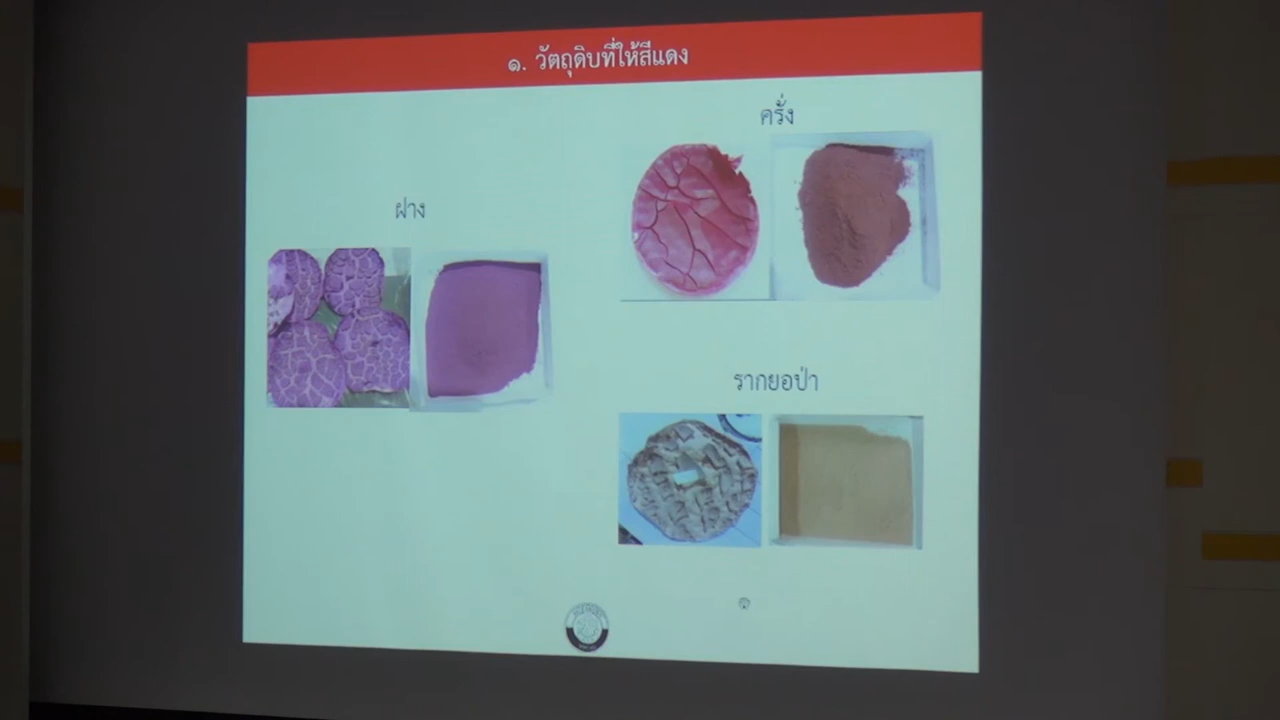 ๑. วัตถุดิบที่ให้สีแดง
ครั่ง
ฝาง
รากยอป่า